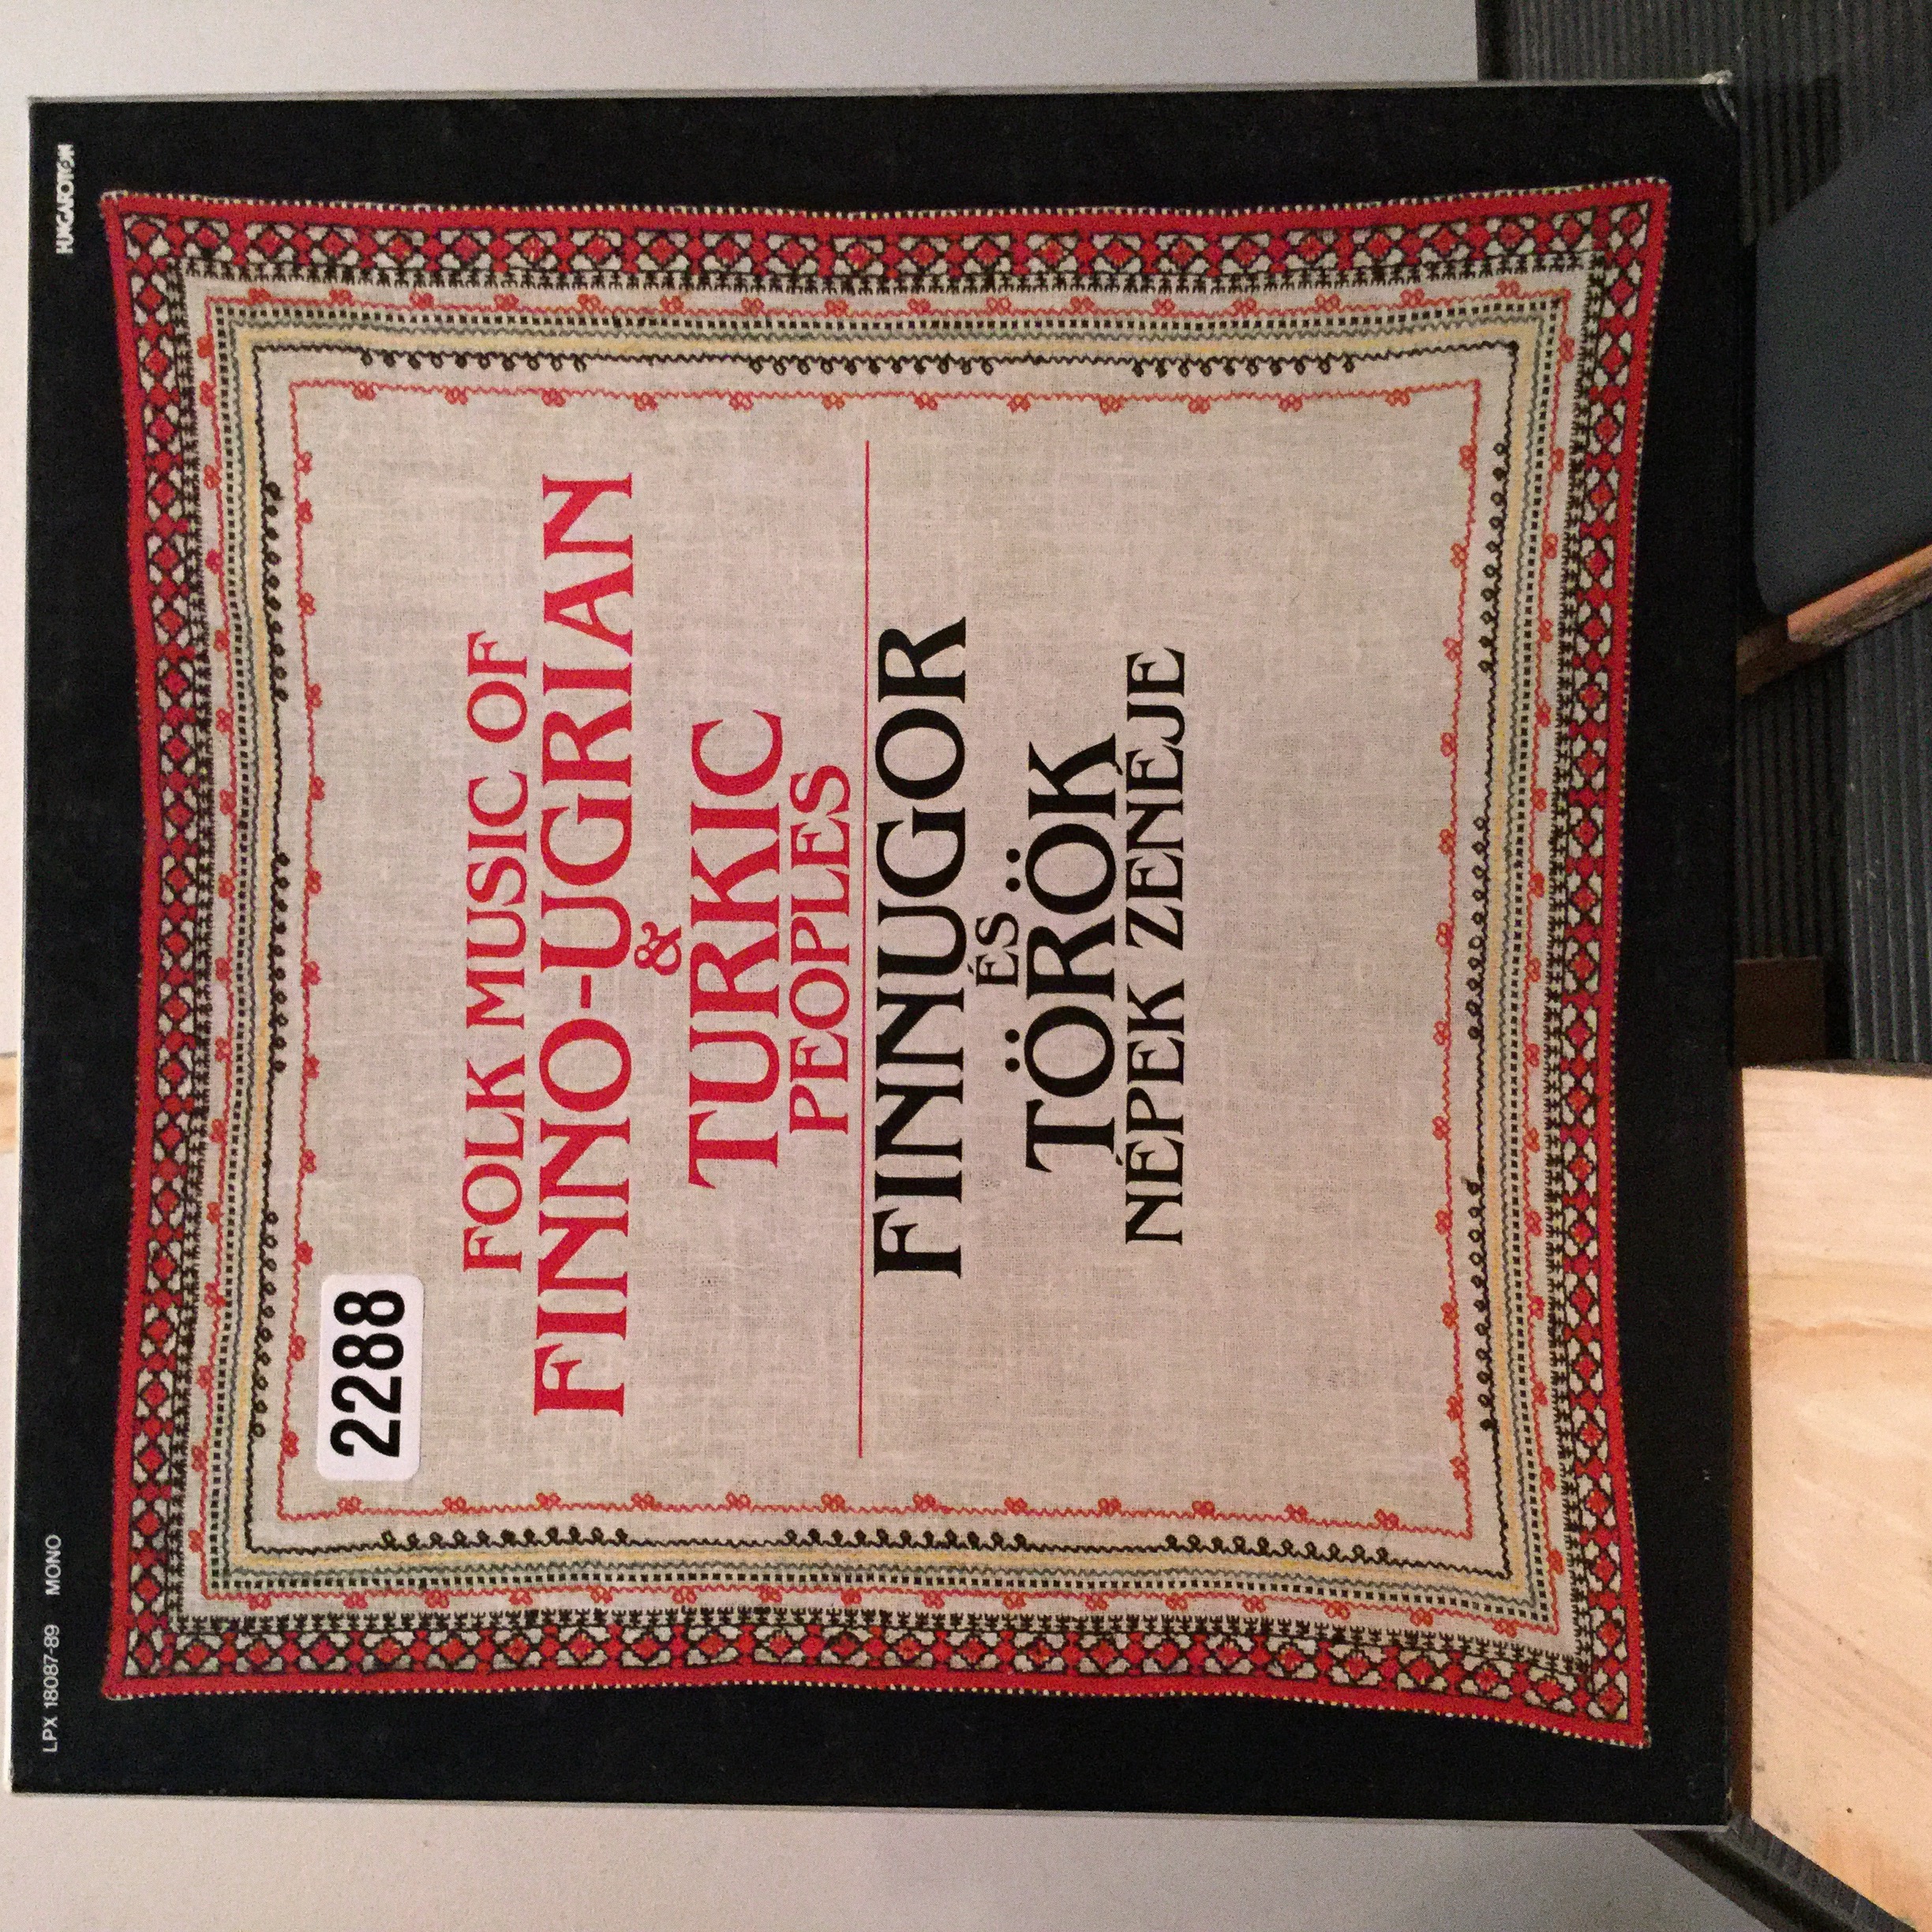 LPX 18087-89 MONO
HUNGAROTON
2288
FOLK MUSIC OF
FINNO-UGRIAN
&
TURKIC
PEOPLES
FINNUGOR
ÉS
TÖRÖK
NÉPEK ZENÉJE